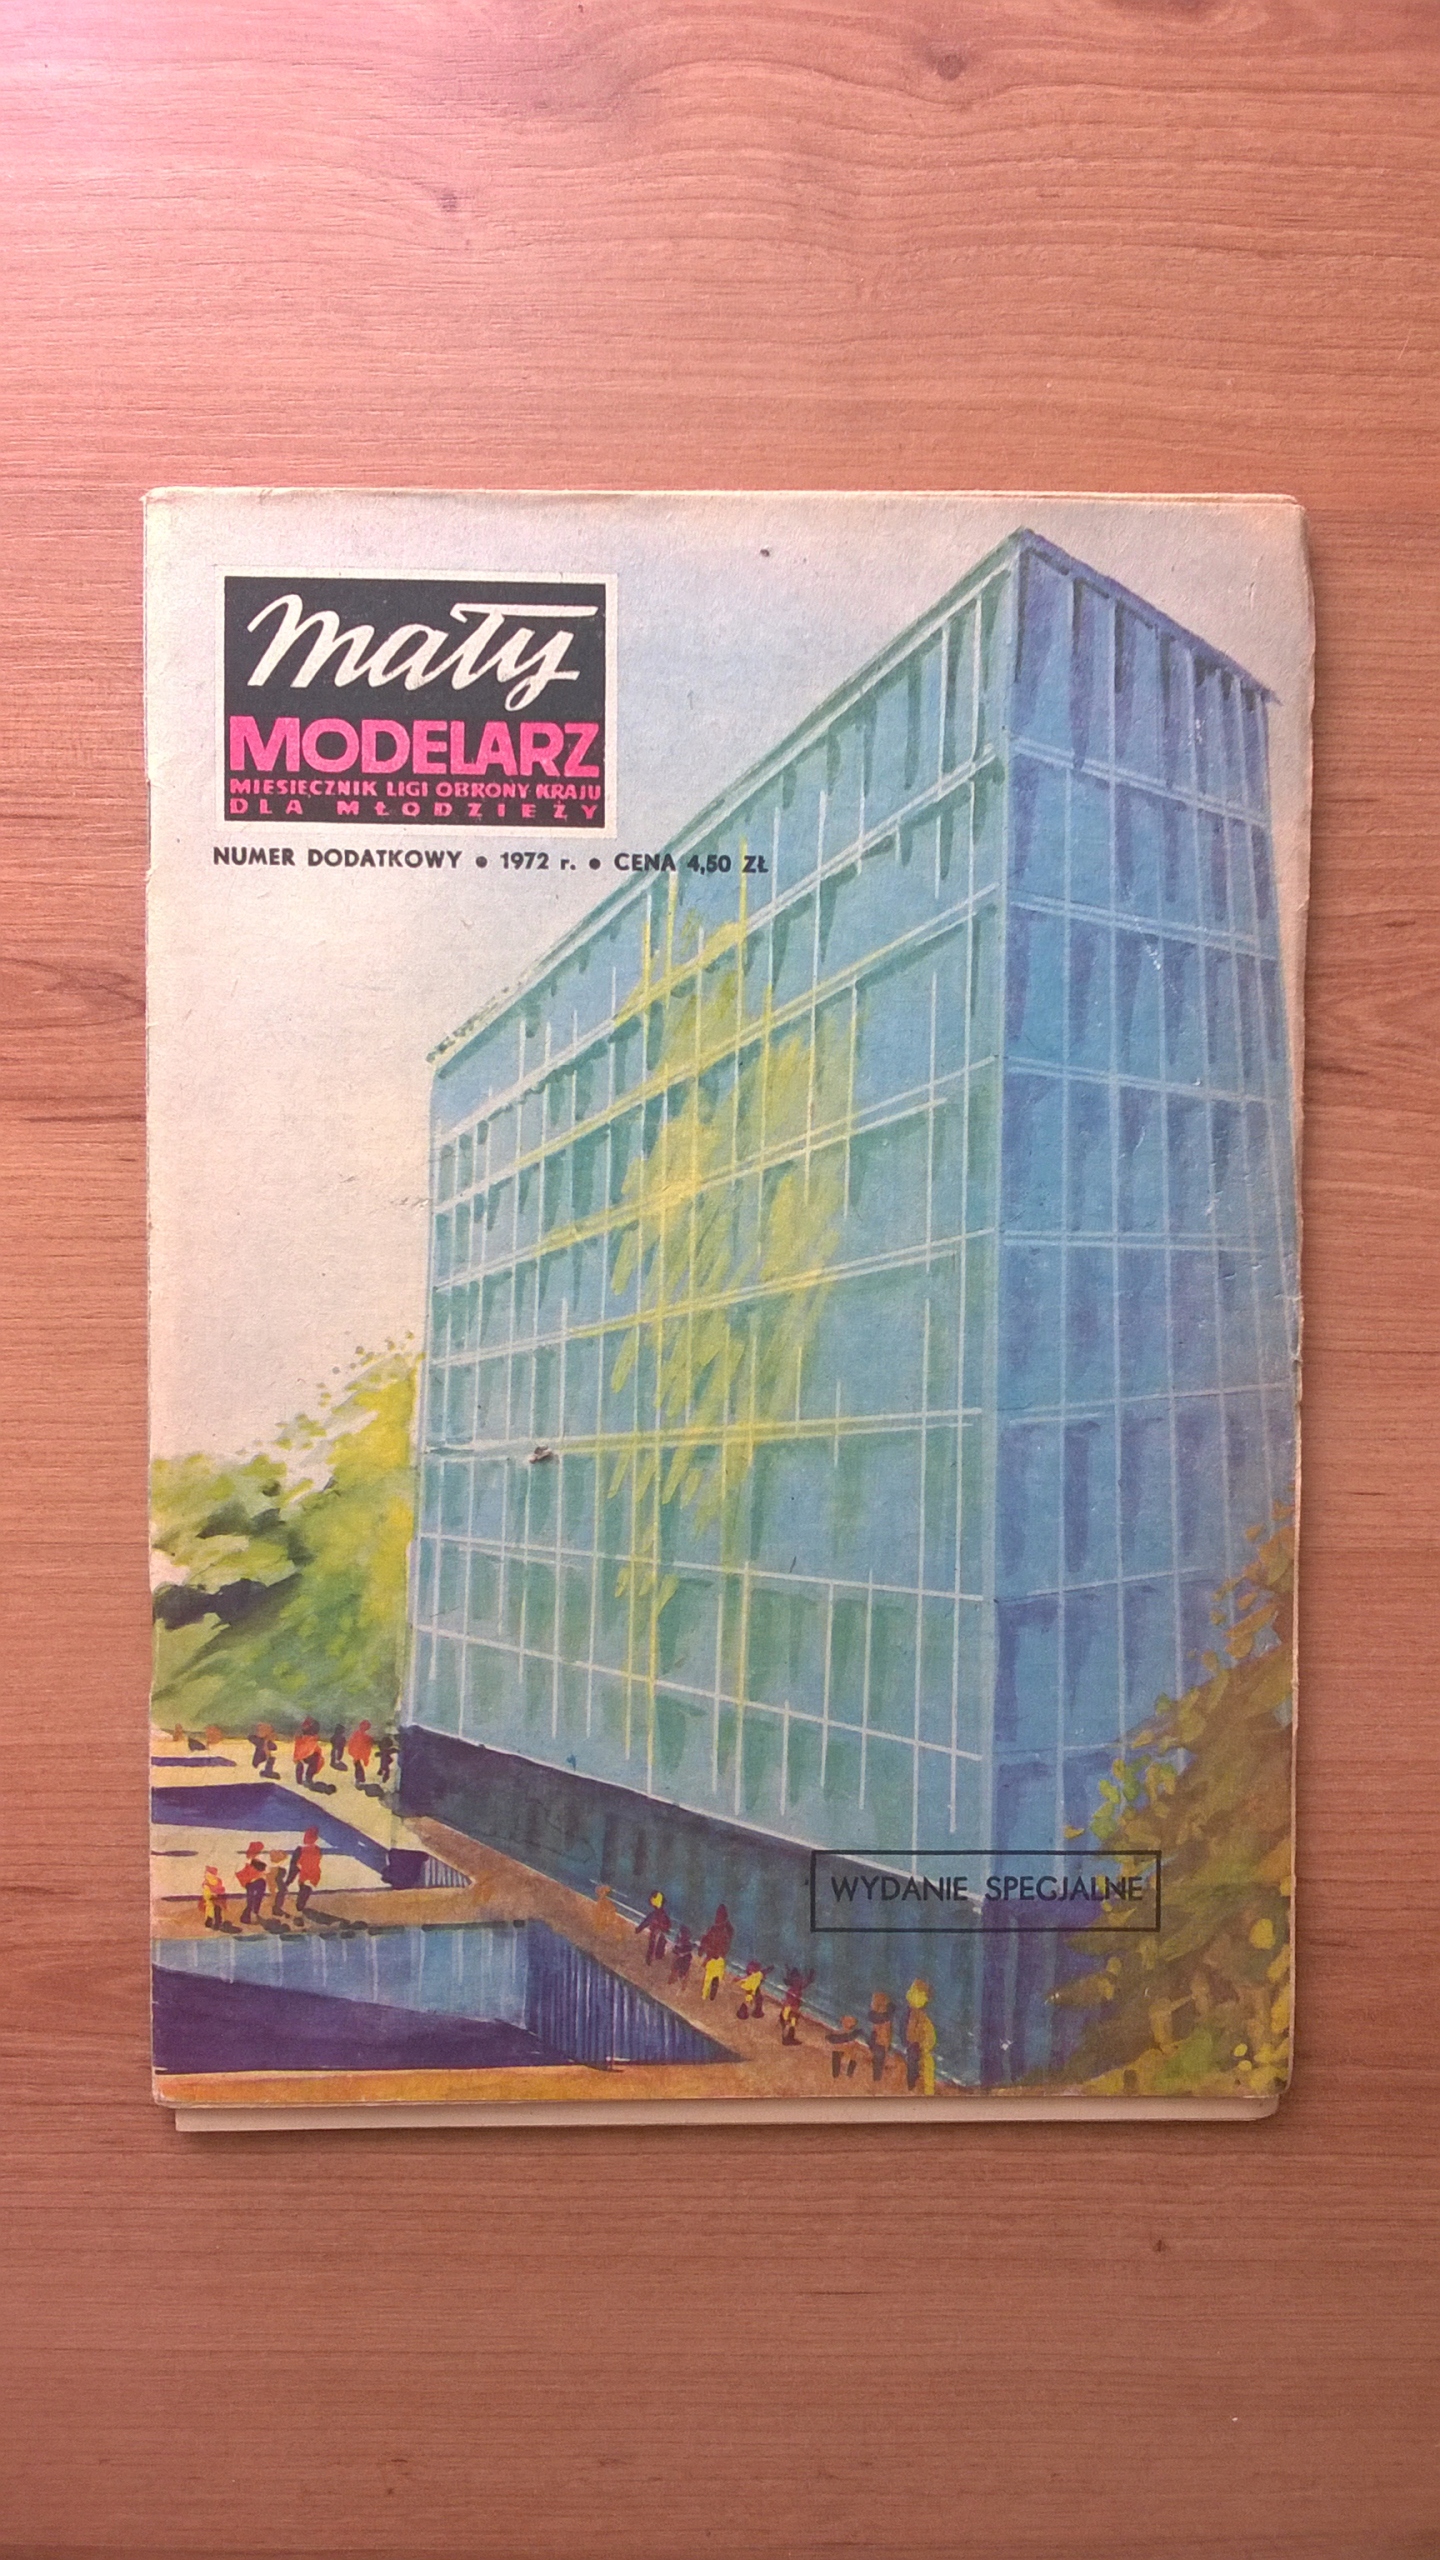 mały
MODELARZ
MIESIĘCZNIK LIGI OBRONY KRAJU
DLA MŁODZIEŻY
NUMER DODATKOWY • 1972 r. • CENA 4,50 ZŁ
WYDANIE SPECJALNE